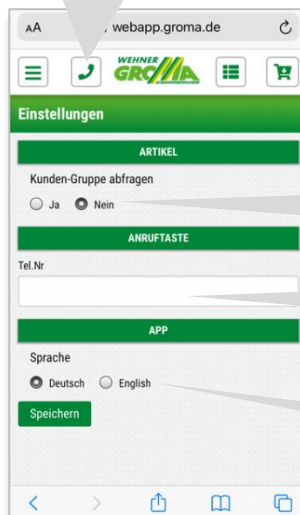 AA webapp.groma.de
WEHNER
GROMA
Einstellungen
ARTIKEL
Kunden-Gruppe abfragen
Ja Nein
ANRUFTASTE
Tel.Nr
APP
Sprache
Deutsch English
Speichern